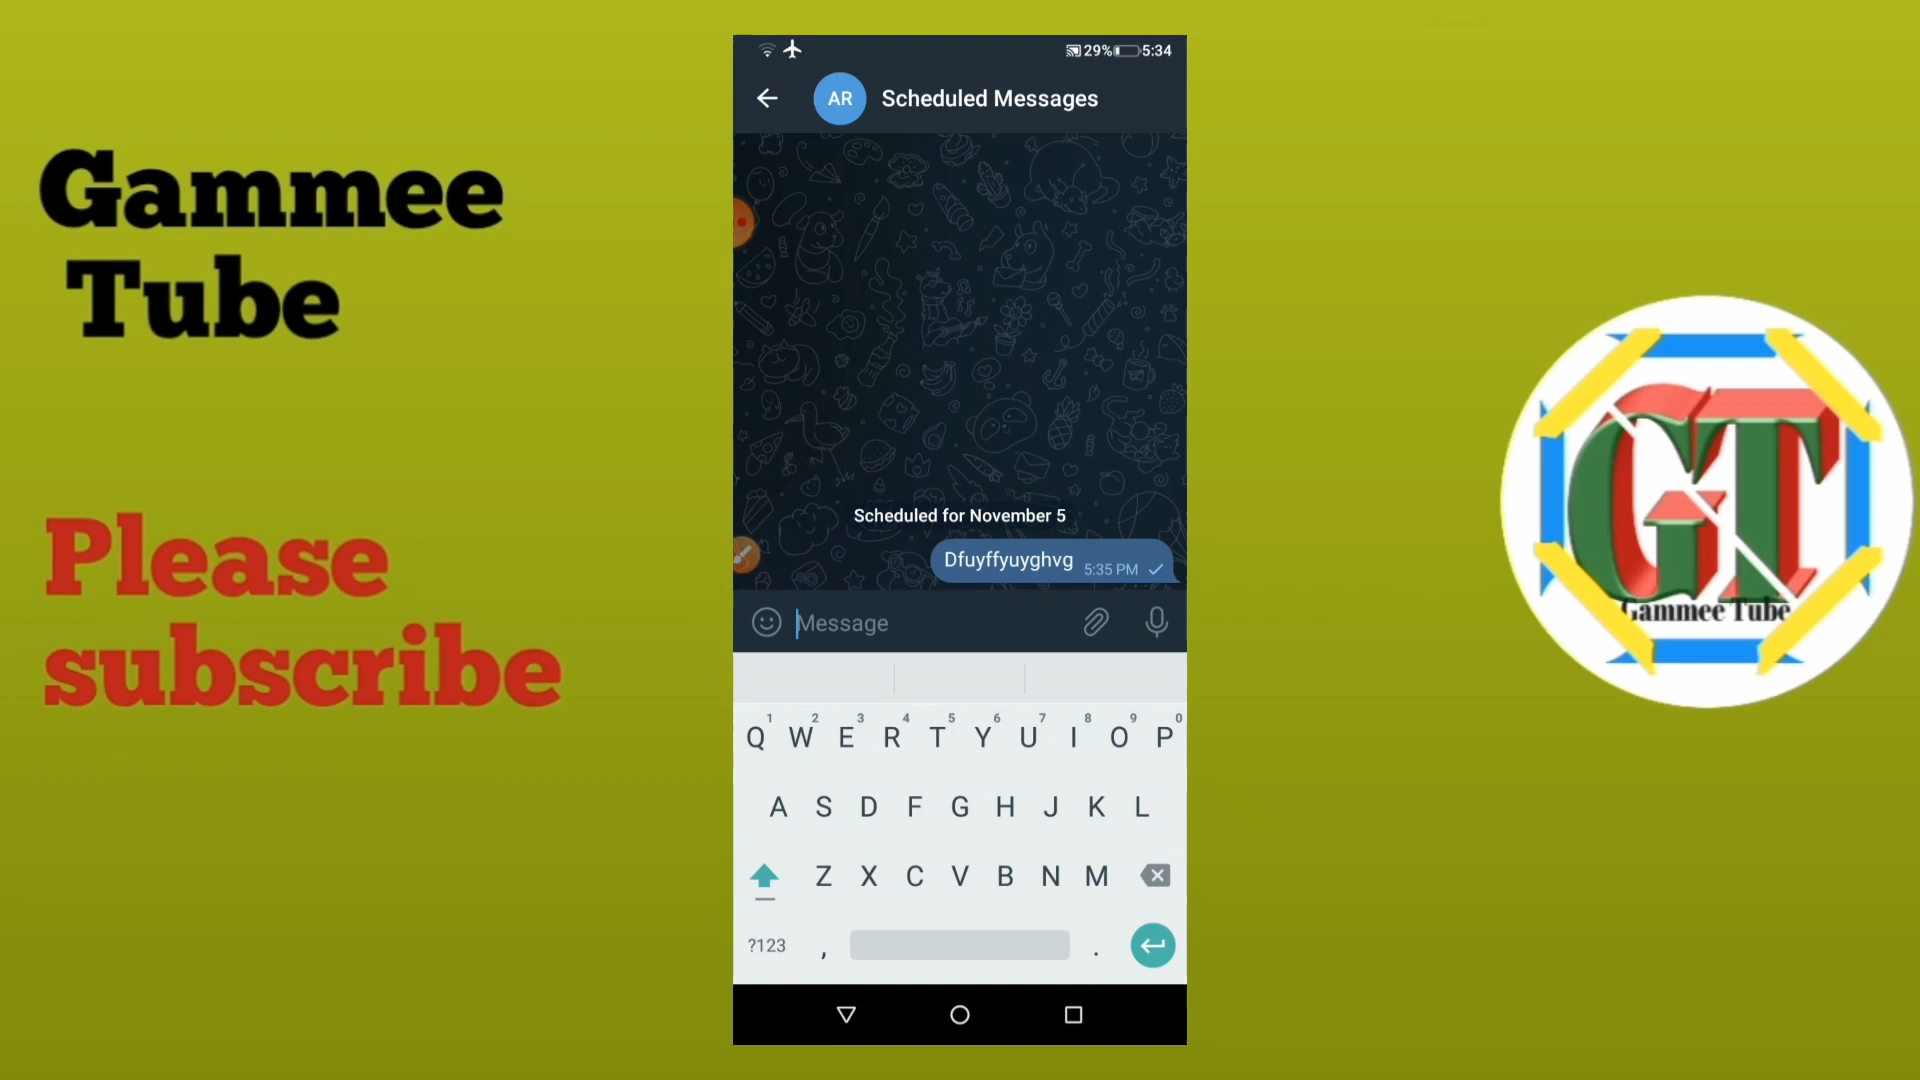 Gammee
Tube
Please
subscribe
29% 5:34
AR Scheduled Messages
Scheduled for November 5
Dfuyffyuyghvg 5:35 PM
Message
1 2 3 4 5 6 7 8 9 0
Q W E R T Y U I O P
A S D F G H J K L
Z X C V B N M
?123 , .
GT
Gammee Tube